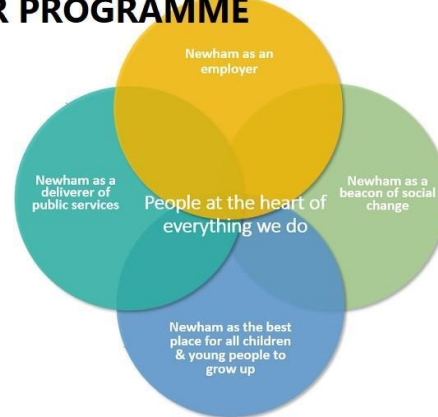 R PROGRAMME
Newham as an
employer
Newham as a
deliverer of
public services
People at the heart of
everything we do
Newham as a
beacon of social
change
Newham as the best
place for all children
& young people to
grow up